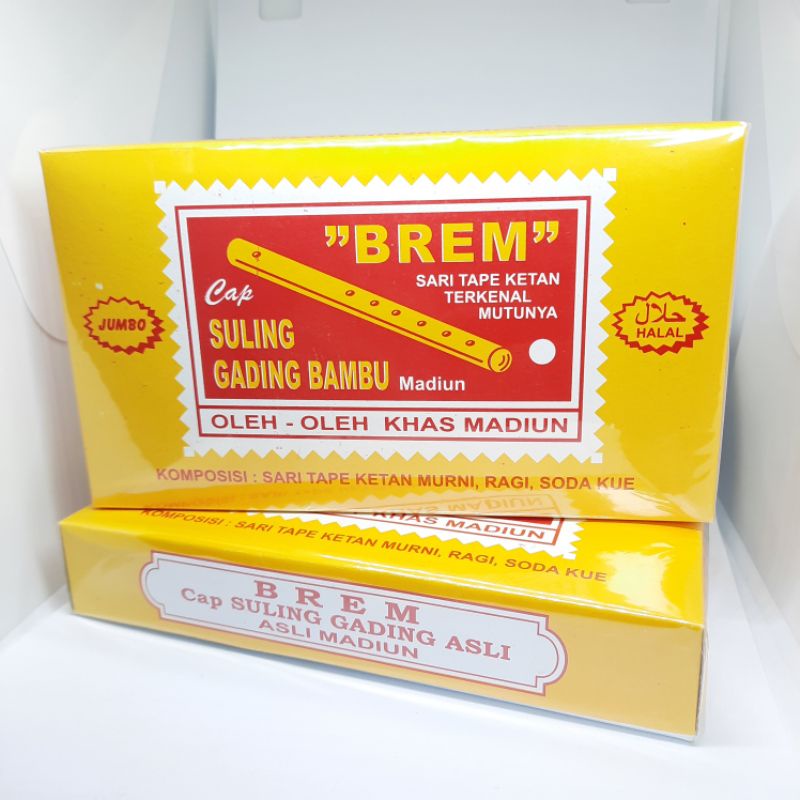 ”BREM”
SARI TAPE KETAN
TERKENAL
MUTUNYA
Cap
SULING
GADING BAMBU Madiun
JUMBO
حلال
HALAL
OLEH - OLEH KHAS MADIUN
KOMPOSISI : SARI TAPE KETAN MURNI, RAGI, SODA KUE
KHAS MADIUN
KOMPOSISI : SARI TAPE KETAN MURNI, RAGI, SODA KUE
BREM
Cap SULING GADING ASLI
ASLI MADIUN